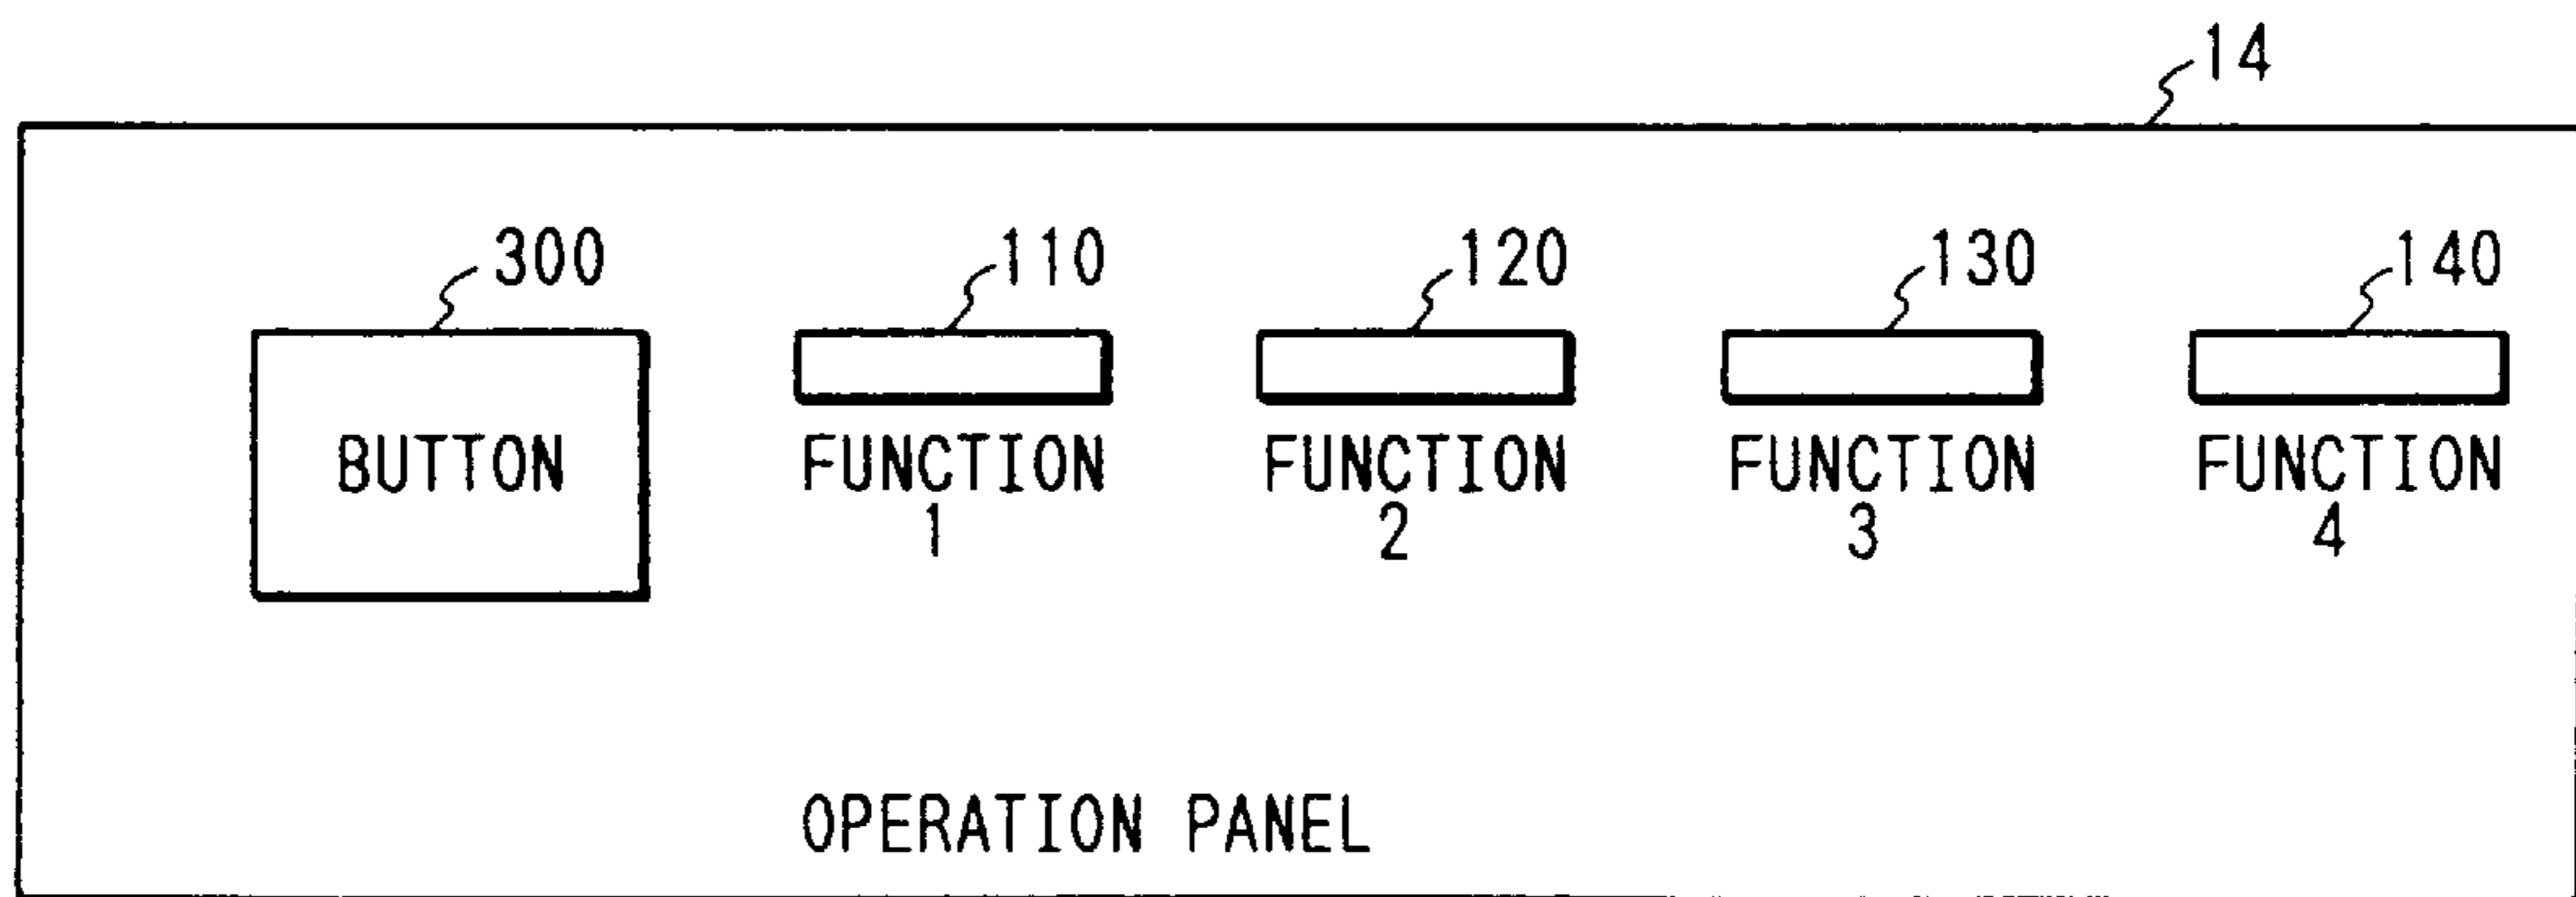 14
300 110 120 130 140
BUTTON FUNCTION FUNCTION FUNCTION FUNCTION
1 2 3 4
OPERATION PANEL